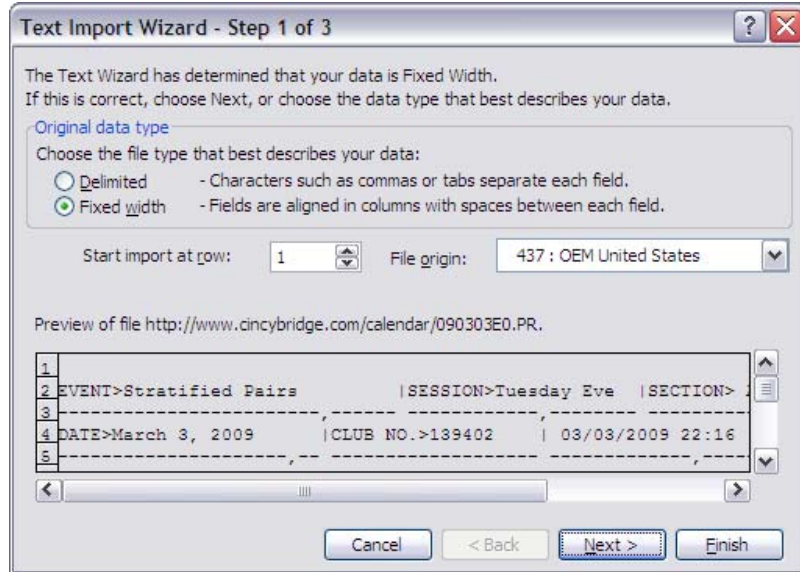 Text Import Wizard - Step 1 of 3
The Text Wizard has determined that your data is Fixed Width.
If this is correct, choose Next, or choose the data type that best describes your data.
Original data type
Choose the file type that best describes your data:
Delimited - Characters such as commas or tabs separate each field.
Fixed width - Fields are aligned in columns with spaces between each field.
Start import at row: 1 File origin: 437 : OEM United States
Preview of file http://www.cincybridge.com/calendar/090303E0.PR.
1
2 EVENT>Stratified Pairs |SESSION>Tuesday Eve |SECTION>
3 ---------------------,------ ----------,-------- ---------
4 DATE>March 3, 2009 |CLUB NO.>139402 | 03/03/2009 22:16
5 ------------------,-- ------------------- -------------,----
Cancel < Back Next > Finish